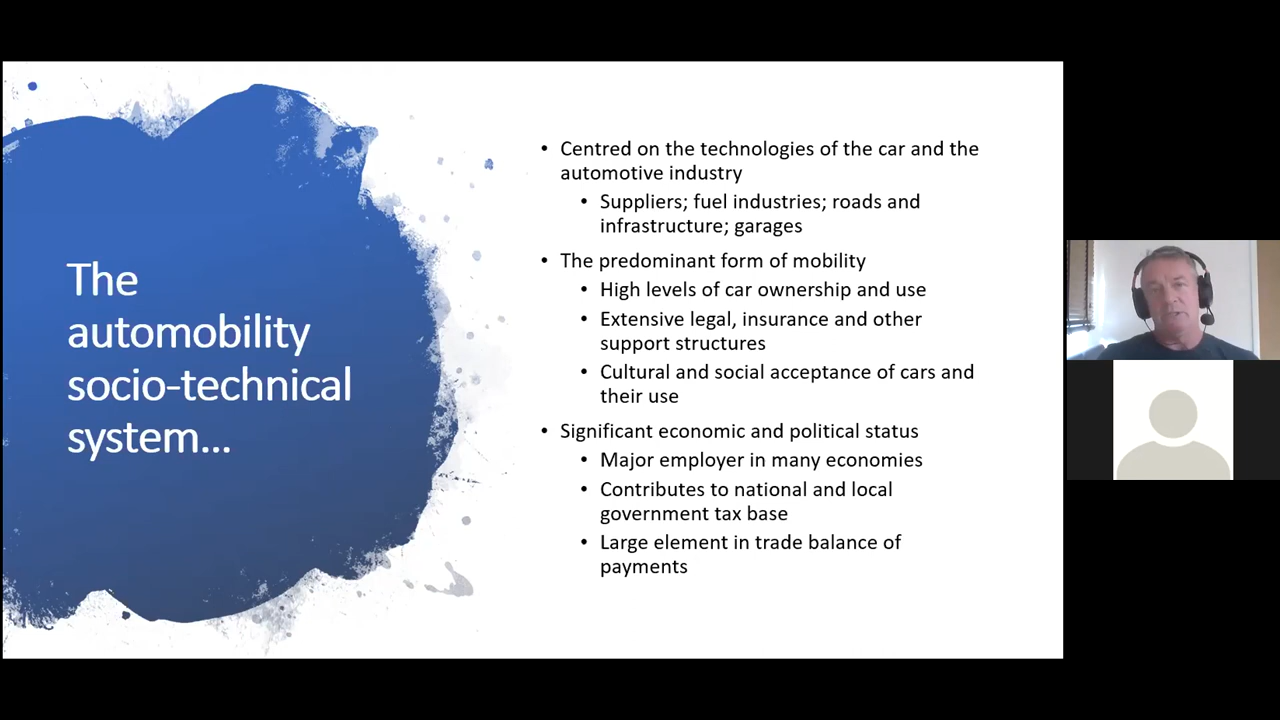 The
automobility
socio-technical
system...
• Centred on the technologies of the car and the
automotive industry
• Suppliers; fuel industries; roads and
infrastructure; garages
• The predominant form of mobility
• High levels of car ownership and use
• Extensive legal, insurance and other
support structures
• Cultural and social acceptance of cars and
their use
• Significant economic and political status
• Major employer in many economies
• Contributes to national and local
government tax base
• Large element in trade balance of
payments